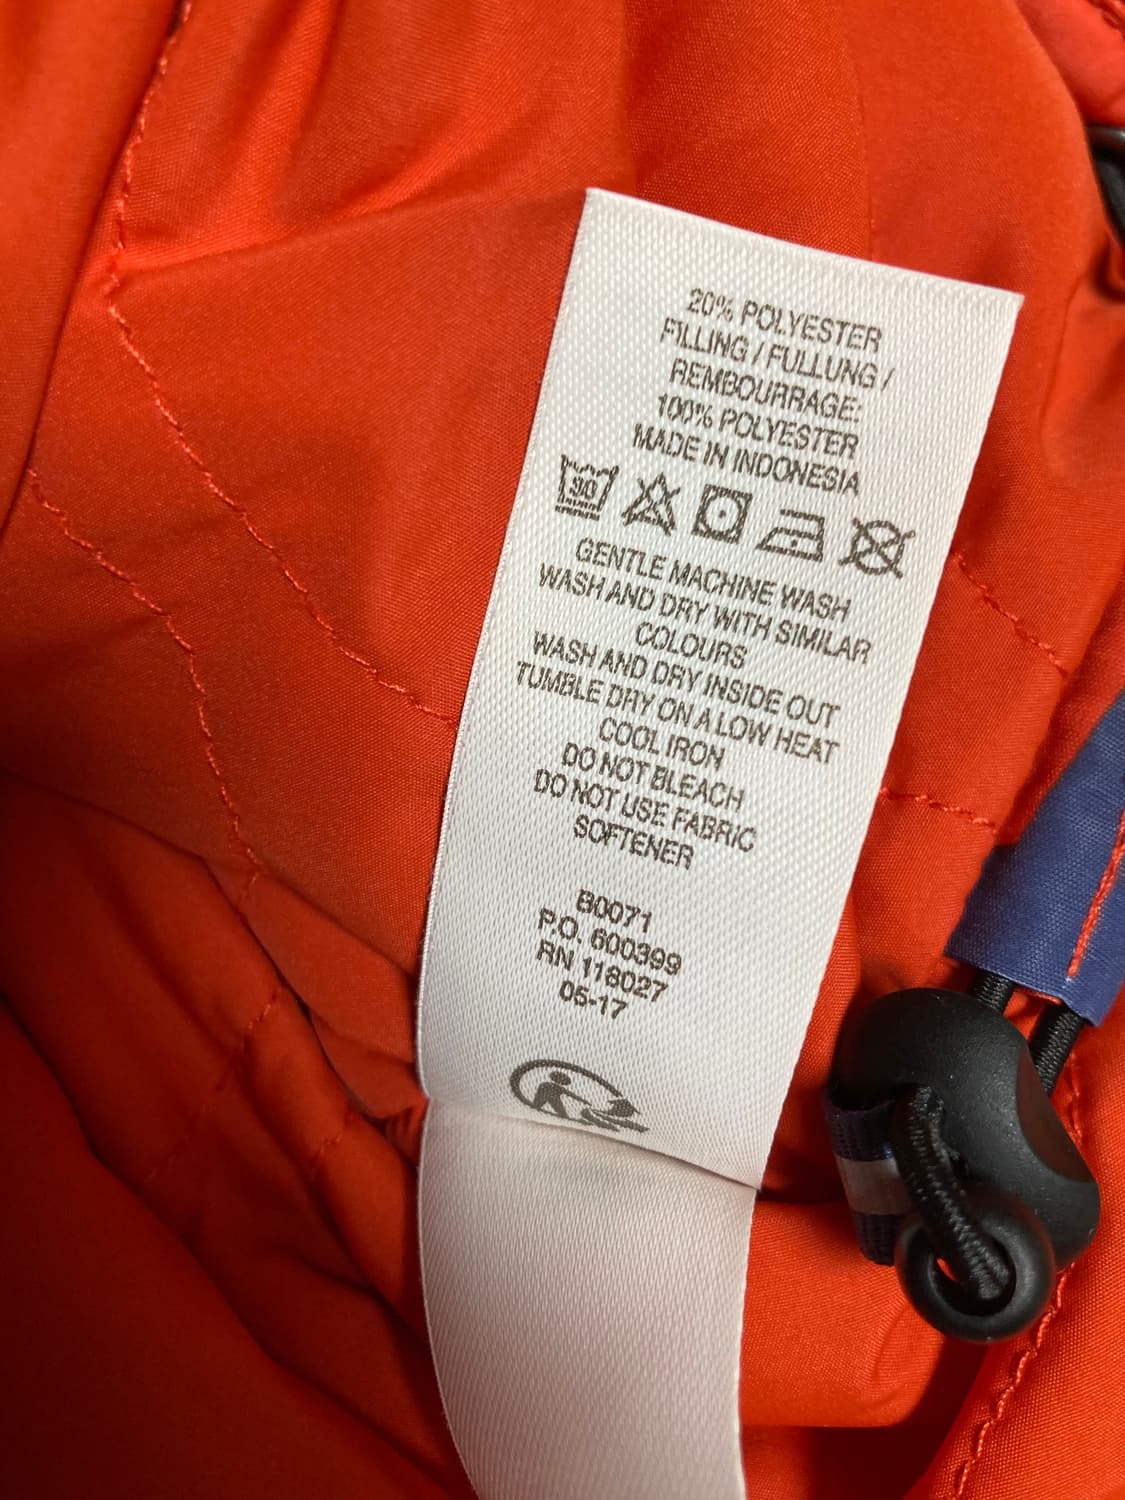 20% POLYESTER
FILLING / FULLUNG /
REMBOURRAGE:
100% POLYESTER
MADE IN INDONESIA
30
GENTLE MACHINE WASH
WASH AND DRY WITH SIMILAR
COLOURS
WASH AND DRY INSIDE OUT
TUMBLE DRY ON A LOW HEAT
COOL IRON
DO NOT BLEACH
DO NOT USE FABRIC
SOFTENER
B0071
P.O. 600399
RN 118027
05-17